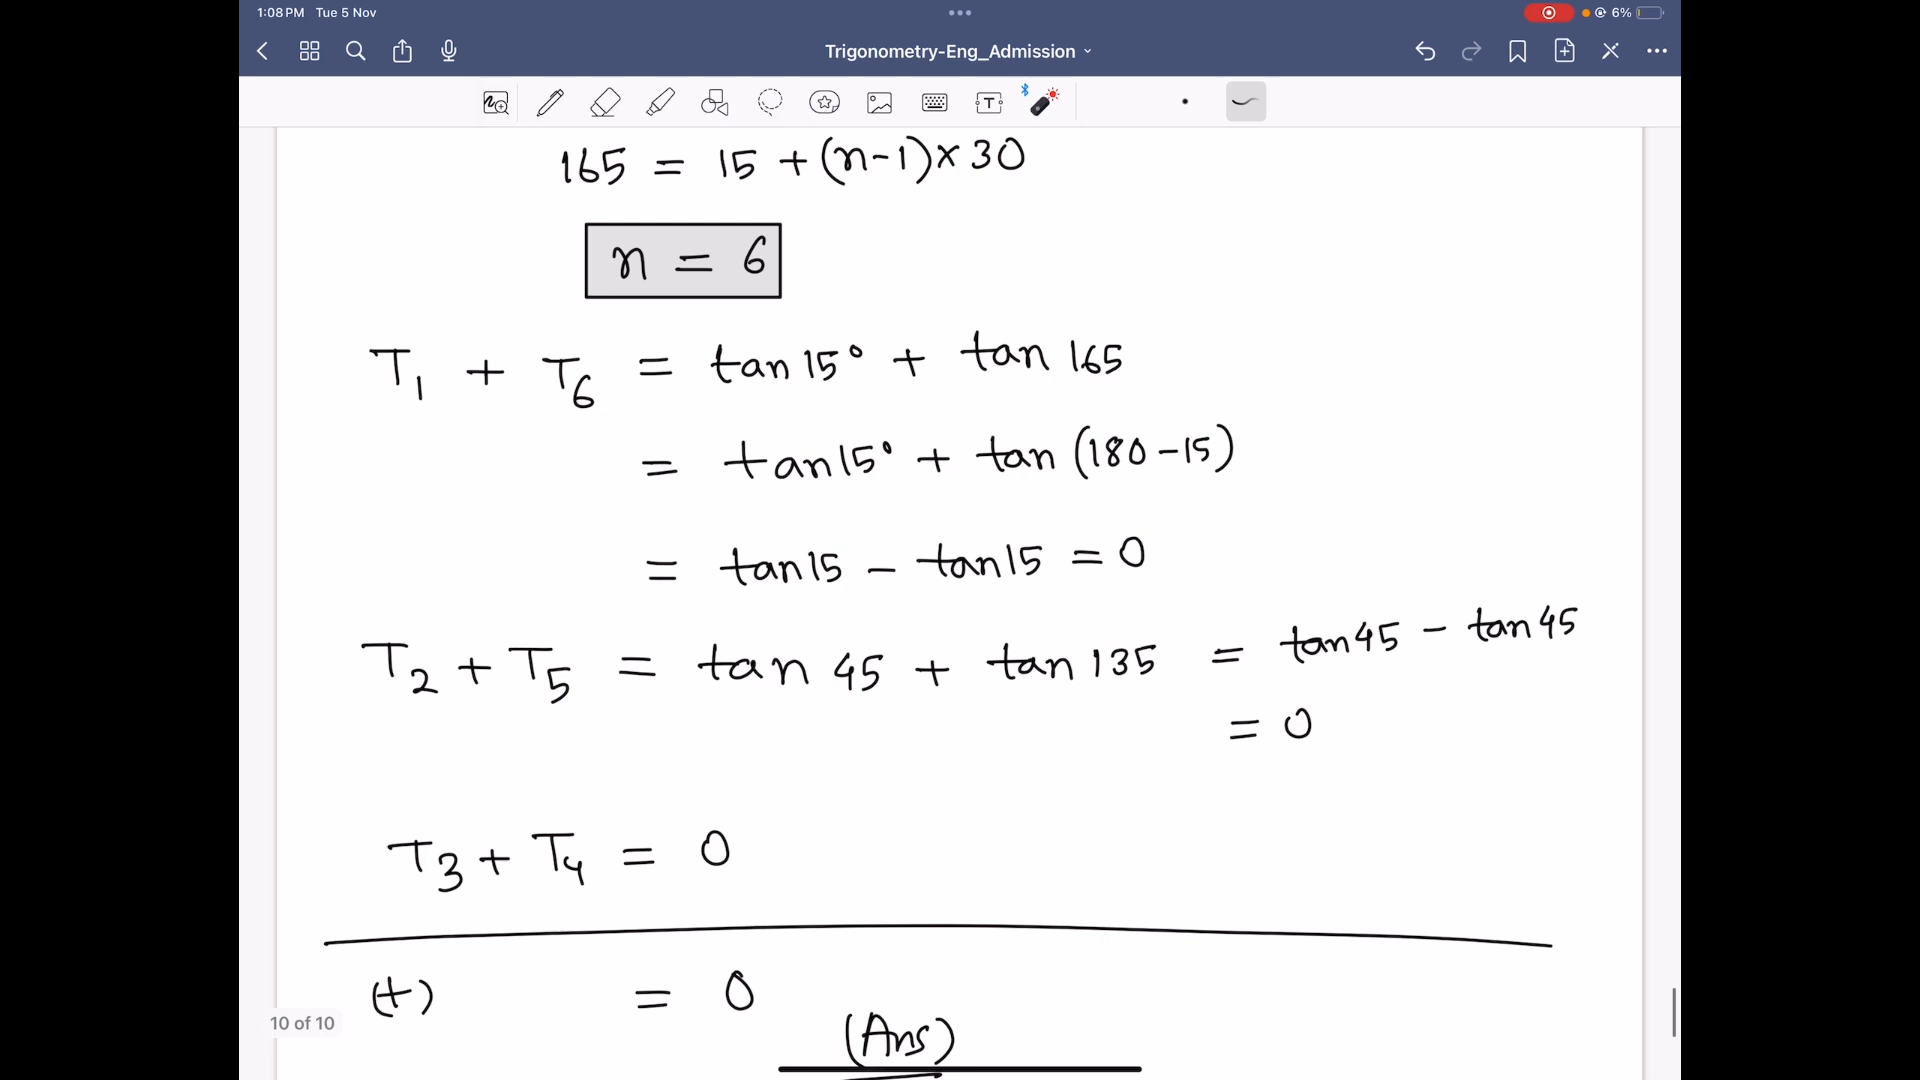 1:08 PM Tue 5 Nov 6%
Trigonometry-Eng_Admission
165 = 15 + (n-1)×30
n = 6
T₁ + T₆ = tan 15° + tan 165
= tan 15° + tan (180-15)
= tan 15 - tan 15 = 0
T₂ + T₅ = tan 45 + tan 135 = tan 45 - tan 45
= 0
T₃ + T₄ = 0
(+) = 0
10 of 10
(Ans)